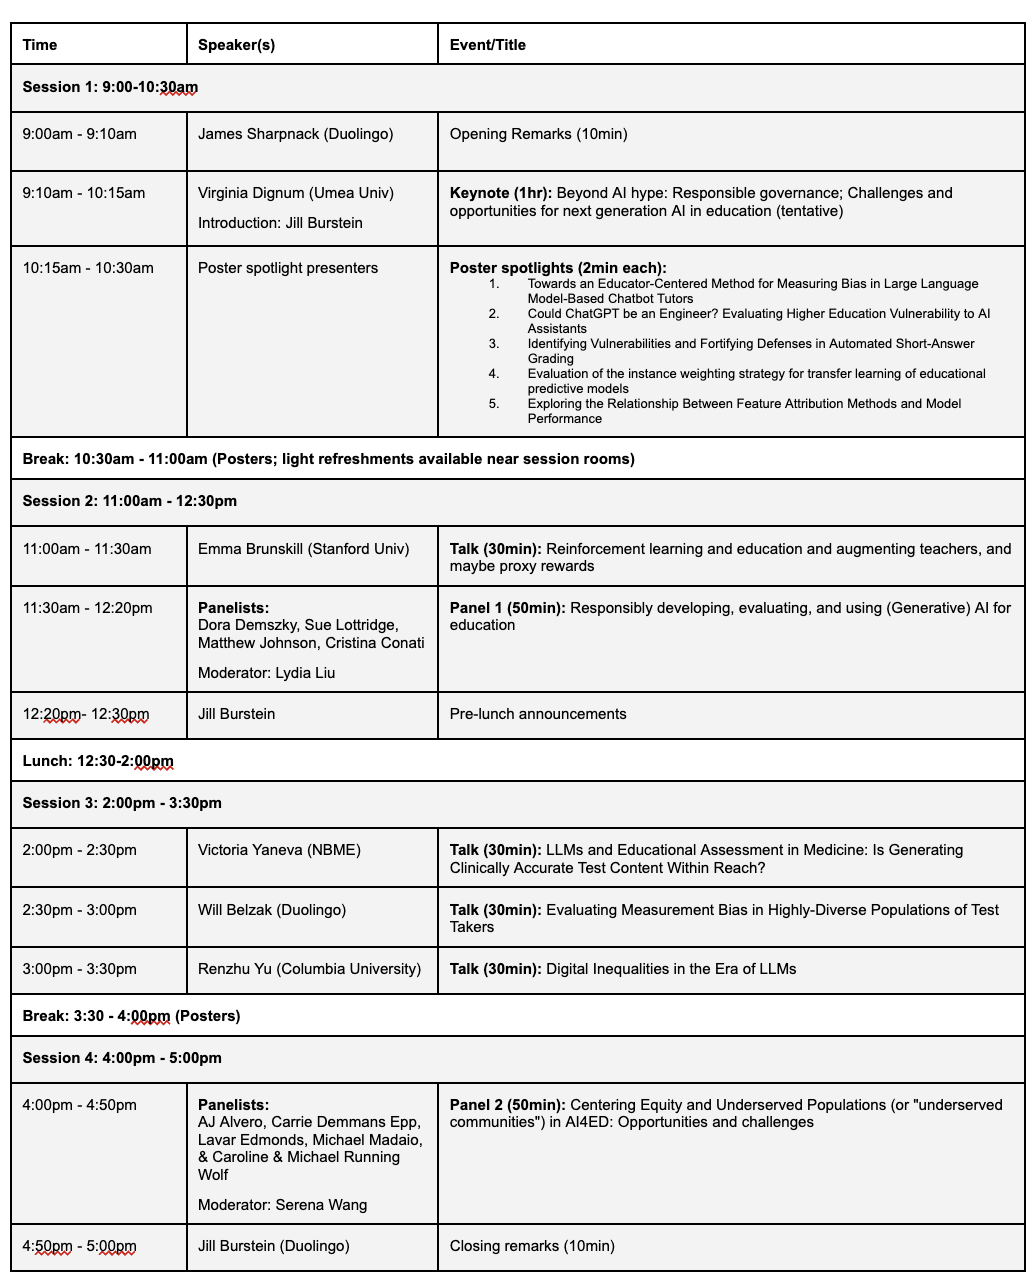 Time Speaker(s) Event/Title
Session 1: 9:00-10:30am
9:00am - 9:10am James Sharpnack (Duolingo) Opening Remarks (10min)
9:10am - 10:15am Virginia Dignum (Umea Univ) Keynote (1hr): Beyond AI hype: Responsible governance; Challenges and
opportunities for next generation AI in education (tentative)
Introduction: Jill Burstein
10:15am - 10:30am Poster spotlight presenters Poster spotlights (2min each):
1. Towards an Educator-Centered Method for Measuring Bias in Large Language
Model-Based Chatbot Tutors
2. Could ChatGPT be an Engineer? Evaluating Higher Education Vulnerability to AI
Assistants
3. Identifying Vulnerabilities and Fortifying Defenses in Automated Short-Answer
Grading
4. Evaluation of the instance weighting strategy for transfer learning of educational
predictive models
5. Exploring the Relationship Between Feature Attribution Methods and Model
Performance
Break: 10:30am - 11:00am (Posters; light refreshments available near session rooms)
Session 2: 11:00am - 12:30pm
11:00am - 11:30am Emma Brunskill (Stanford Univ) Talk (30min): Reinforcement learning and education and augmenting teachers, and
maybe proxy rewards
11:30am - 12:20pm Panelists: Panel 1 (50min): Responsibly developing, evaluating, and using (Generative) AI for
Dora Demszky, Sue Lottridge, education
Matthew Johnson, Cristina Conati
Moderator: Lydia Liu
12:20pm- 12:30pm Jill Burstein Pre-lunch announcements
Lunch: 12:30-2:00pm
Session 3: 2:00pm - 3:30pm
2:00pm - 2:30pm Victoria Yaneva (NBME) Talk (30min): LLMs and Educational Assessment in Medicine: Is Generating
Clinically Accurate Test Content Within Reach?
2:30pm - 3:00pm Will Belzak (Duolingo) Talk (30min): Evaluating Measurement Bias in Highly-Diverse Populations of Test
Takers
3:00pm - 3:30pm Renzhu Yu (Columbia University) Talk (30min): Digital Inequalities in the Era of LLMs
Break: 3:30 - 4:00pm (Posters)
Session 4: 4:00pm - 5:00pm
4:00pm - 4:50pm Panelists: Panel 2 (50min): Centering Equity and Underserved Populations (or "underserved
AJ Alvero, Carrie Demmans Epp, communities") in AI4ED: Opportunities and challenges
Lavar Edmonds, Michael Madaio,
& Caroline & Michael Running
Wolf
Moderator: Serena Wang
4:50pm - 5:00pm Jill Burstein (Duolingo) Closing remarks (10min)